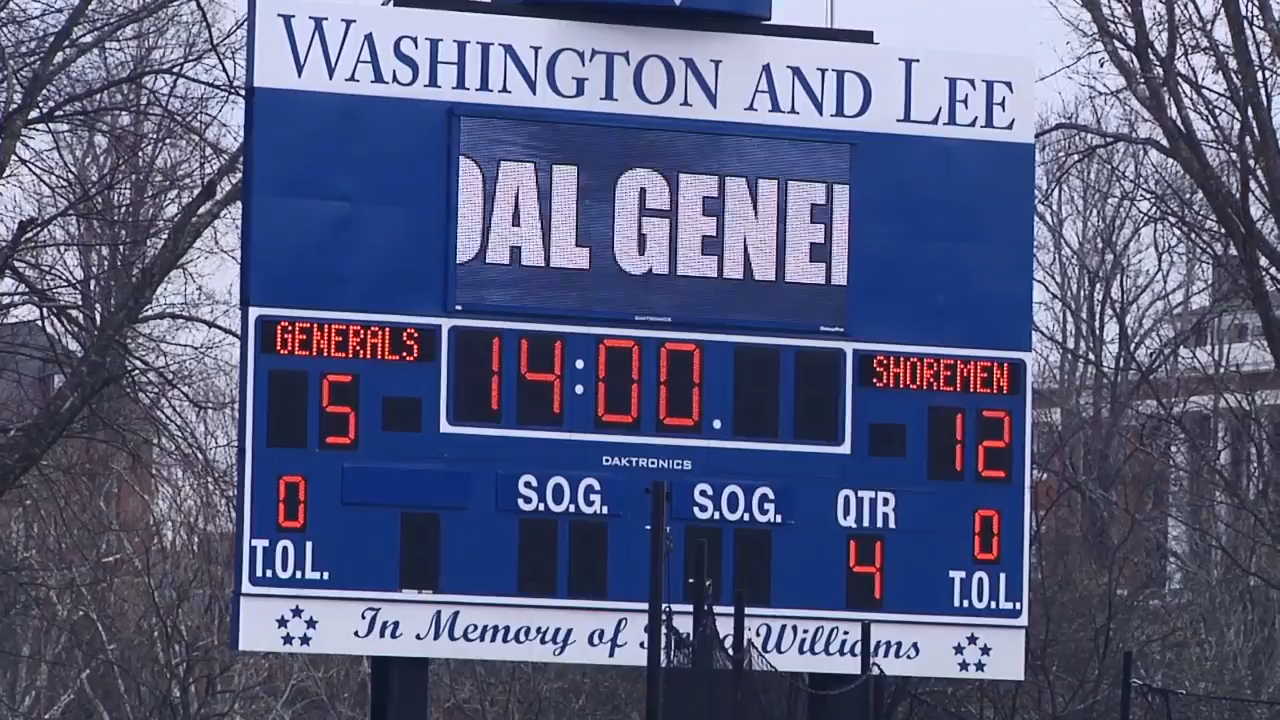 WASHINGTON AND LEE
DAL GENE
GENERALS 14:00. SHOREMEN
5 12
DAKTRONICS
0 S.O.G. S.O.G. QTR 0
T.O.L. 4 T.O.L.
In Memory of Williams